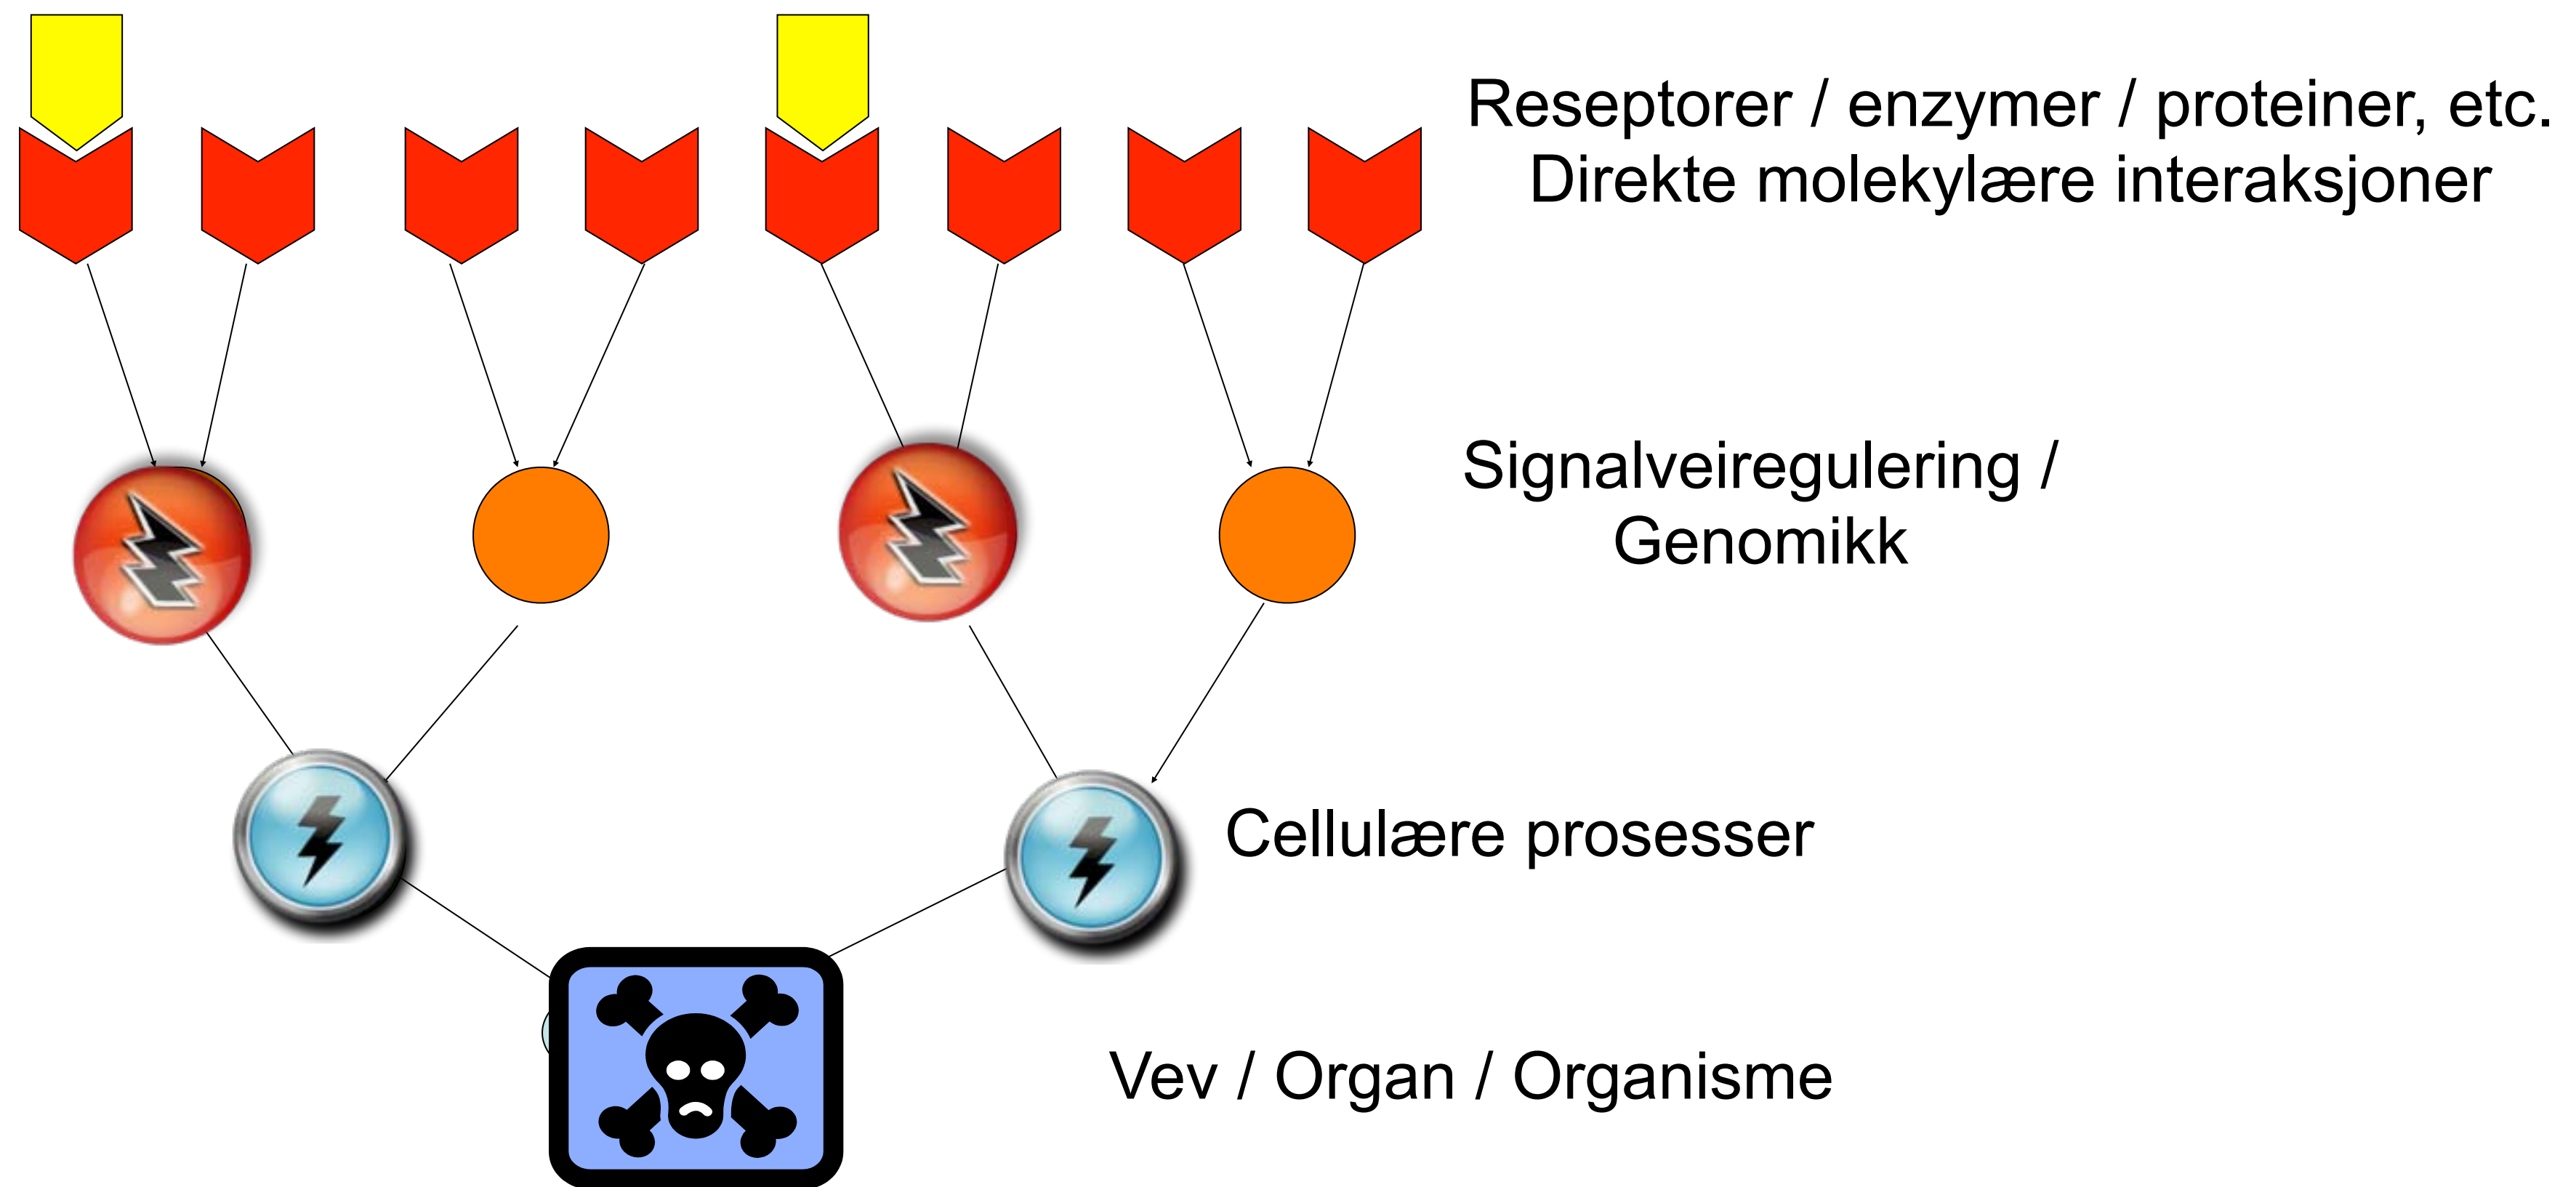 Reseptorer / enzymer / proteiner, etc.
Direkte molekylære interaksjoner
Signalveiregulering /
Genomikk
Cellulære prosesser
Vev / Organ / Organisme